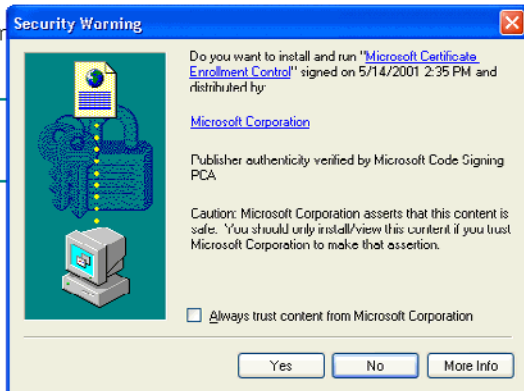 Security Warning
Do you want to install and run "Microsoft Certificate
Enrollment Control" signed on 5/14/2001 2:35 PM and
distributed by:
Microsoft Corporation
Publisher authenticity verified by Microsoft Code Signing
PCA
Caution: Microsoft Corporation asserts that this content is
safe. You should only install/view this content if you trust
Microsoft Corporation to make that assertion.
Always trust content from Microsoft Corporation
Yes
No
More Info